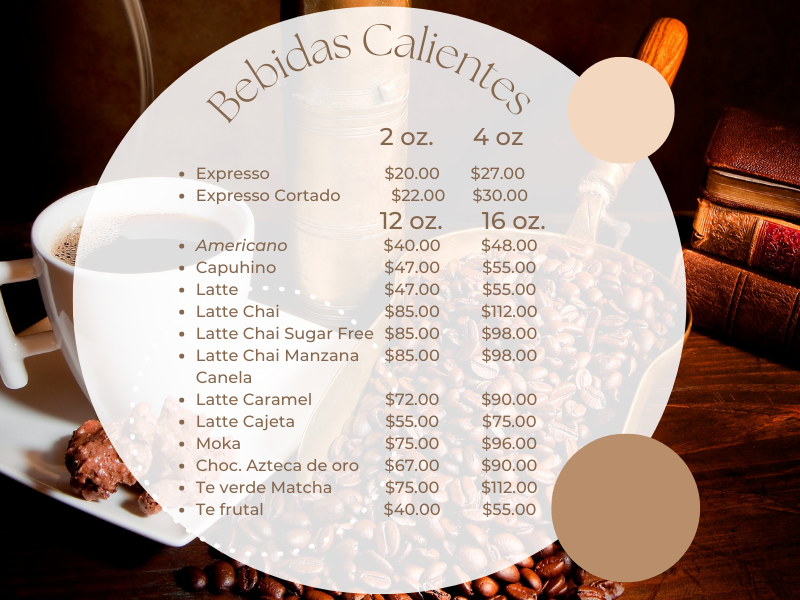 Bebidas Calientes
2 oz. 4 oz
• Expresso $20.00 $27.00
• Expresso Cortado $22.00 $30.00
12 oz. 16 oz.
• Americano $40.00 $48.00
• Capuhino $47.00 $55.00
• Latte $47.00 $55.00
• Latte Chai $85.00 $112.00
• Latte Chai Sugar Free $85.00 $98.00
• Latte Chai Manzana $85.00 $98.00
Canela
• Latte Caramel $72.00 $90.00
• Latte Cajeta $55.00 $75.00
• Moka $75.00 $96.00
• Choc. Azteca de oro $67.00 $90.00
• Te verde Matcha $75.00 $112.00
• Te frutal $40.00 $55.00